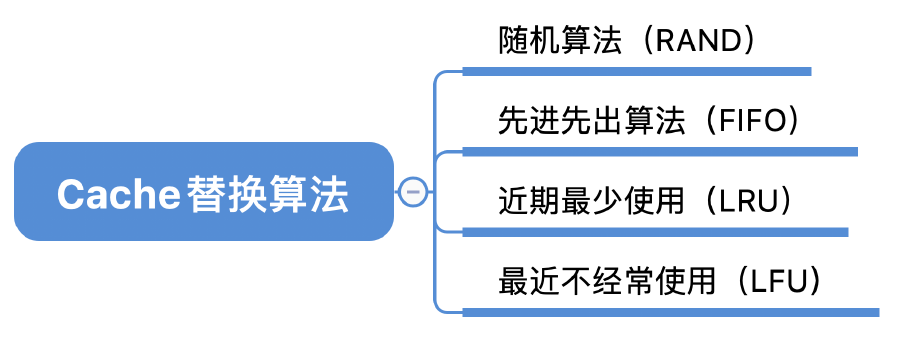 Cache替换算法
随机算法（RAND）
先进先出算法（FIFO）
近期最少使用（LRU）
最近不经常使用（LFU）